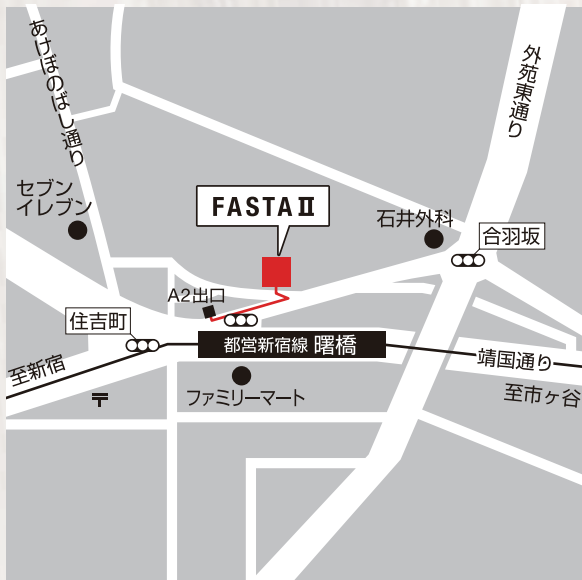 あけぼのばし通り
外苑東通り
セブン
イレブン
FASTAⅡ
石井外科
合羽坂
A2出口
住吉町
都営新宿線 曙橋
靖国通り
至新宿
至市ヶ谷
〒
ファミリーマート